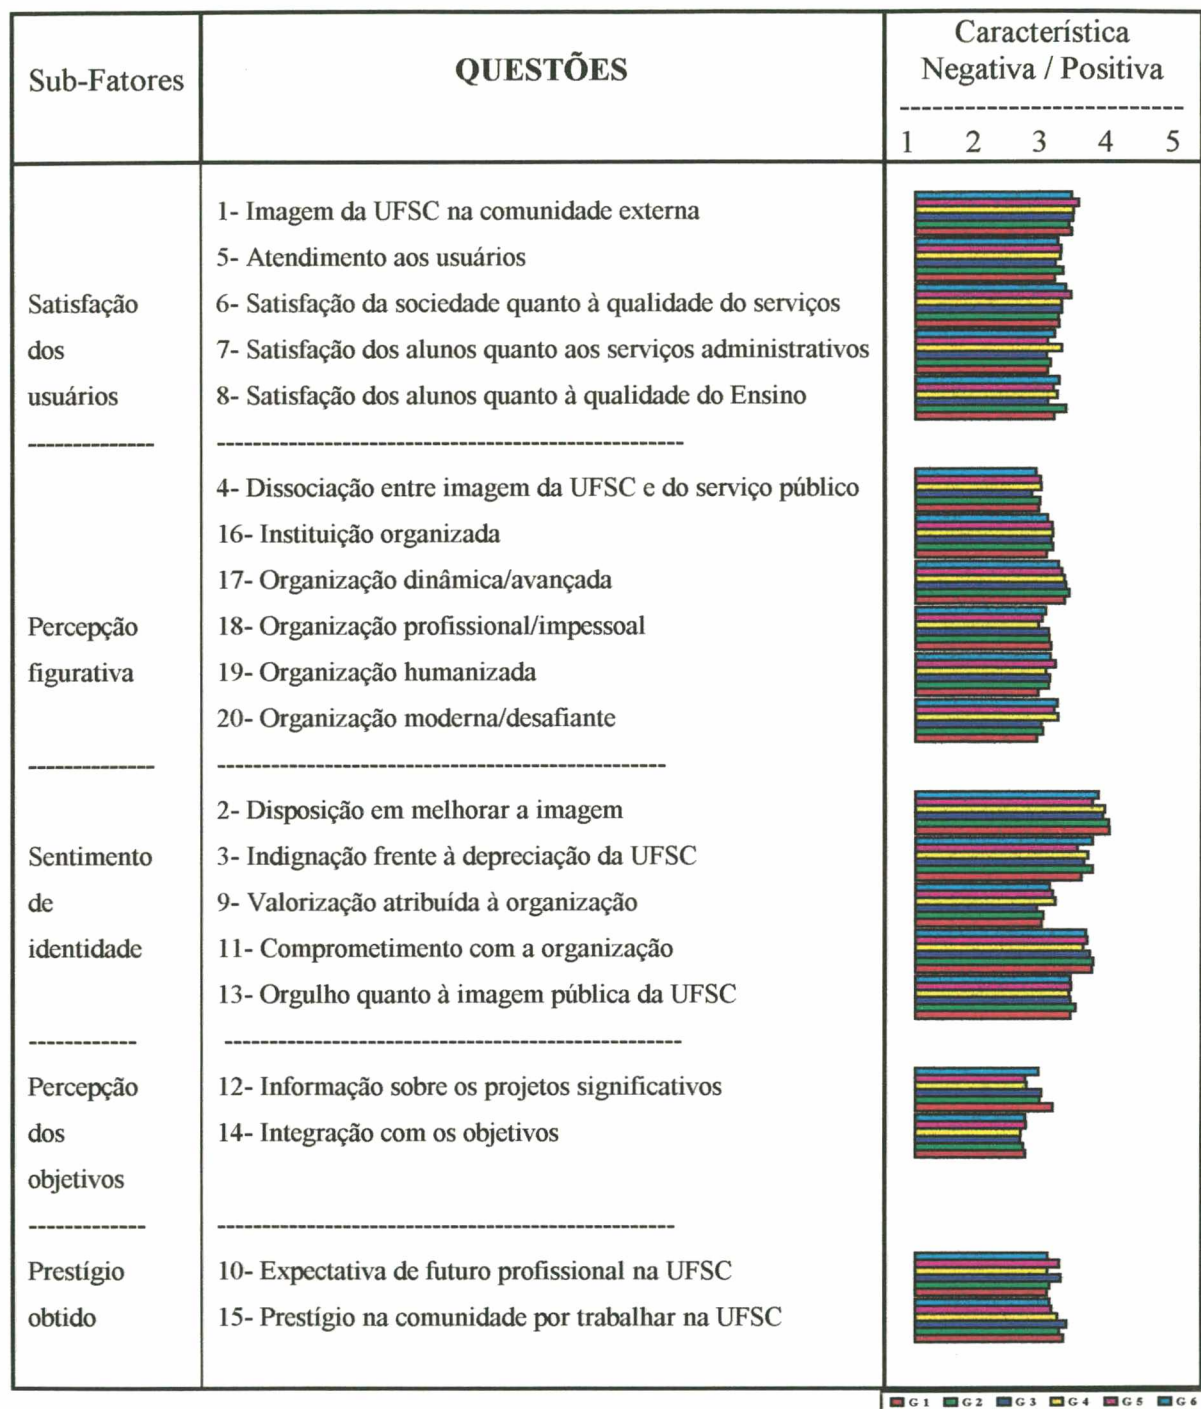 Sub-Fatores
QUESTÕES
Característica
Negativa / Positiva
----------------------------
1 2 3 4 5
Satisfação
dos
usuários
--------------
1- Imagem da UFSC na comunidade externa
5- Atendimento aos usuários
6- Satisfação da sociedade quanto à qualidade do serviços
7- Satisfação dos alunos quanto aos serviços administrativos
8- Satisfação dos alunos quanto à qualidade do Ensino
----------------------------------------------------
Percepção
figurativa
--------------
4- Dissociação entre imagem da UFSC e do serviço público
16- Instituição organizada
17- Organização dinâmica/avançada
18- Organização profissional/impessoal
19- Organização humanizada
20- Organização moderna/desafiante
--------------------------------------------------
Sentimento
de
identidade
------------
2- Disposição em melhorar a imagem
3- Indignação frente à depreciação da UFSC
9- Valorização atribuída à organização
11- Comprometimento com a organização
13- Orgulho quanto à imagem pública da UFSC
---------------------------------------------------
Percepção
dos
objetivos
-------------
12- Informação sobre os projetos significativos
14- Integração com os objetivos
---------------------------------------------------
Prestígio
obtido
10- Expectativa de futuro profissional na UFSC
15- Prestígio na comunidade por trabalhar na UFSC
G 1 G 2 G 3 G 4 G 5 G 6